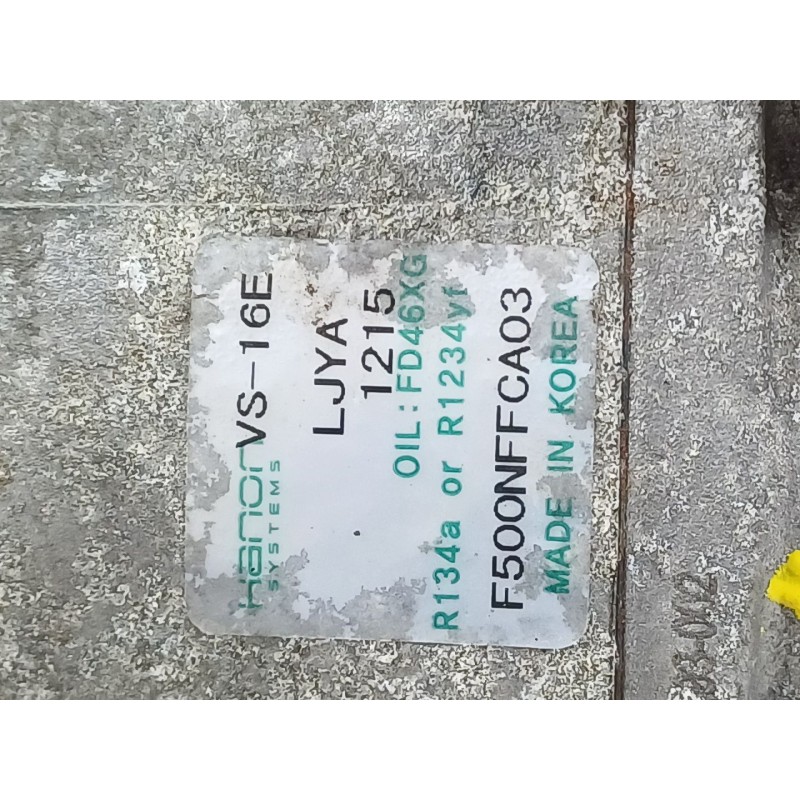 Hanon VS-16E
SYSTEMS
LJYA
1215
OIL:FD46XG
R134a or R1234yf
F500NFFCA03
MADE IN KOREA